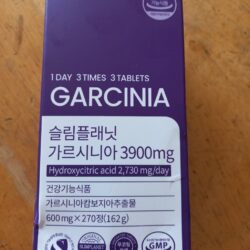 1 DAY 3 TIMES 3 TABLETS
GARCINIA
슬림플래닛
가르시니아 3900mg
Hydroxycitric acid 2,730 mg/day
건강기능식품
가르시니아캄보지아추출물
600mg×270정(162g)
GMP